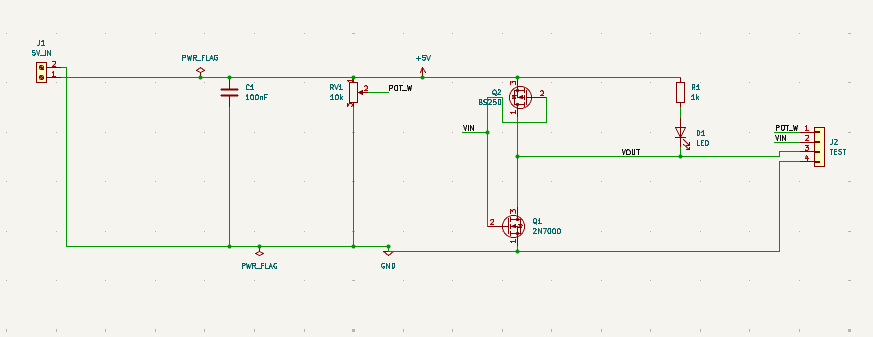 J1
5V_IN
2
1
PWR_FLAG
C1
100nF
RV1
10k
1
2
POT_W
3
+5V
Q2
BS250
3
2
1
R1
1k
VIN
D1
LED
VOUT
POT_W 1
VIN 2
3
4
J2
TEST
Q1
2N7000
3
2
1
PWR_FLAG
GND